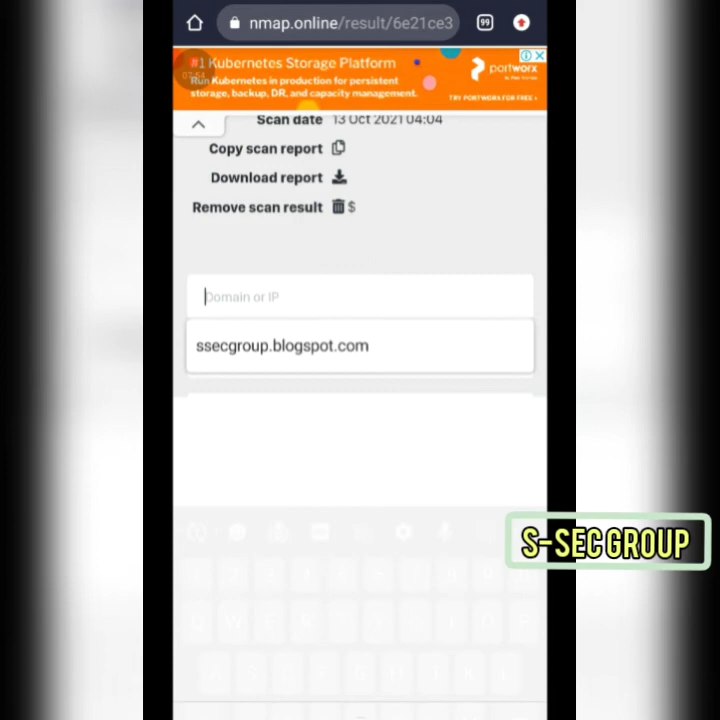 nmap.online/result/6e21ce3
99
#1 Kubernetes Storage Platform
Run Kubernetes in production for persistent
storage, backup, DR, and capacity management.
portworx
TRY PORTWORX FOR FREE ›
Scan date 13 Oct 2021 04:04
Copy scan report
Download report
Remove scan result $
Domain or IP
ssecgroup.blogspot.com
S-SECGROUP